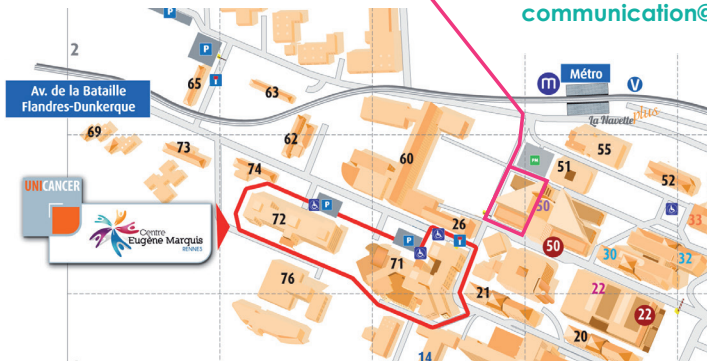 communication@
2
P
P
65
63
m
Métro
V
La Navette plus
Av. de la Bataille
Flandres-Dunkerque
69
73
62
74
60
55
51
52
50
UNICANCER
Centre
Eugène Marquis
RENNES
72
P
26
P
71
50
33
30
32
76
21
22
22
20
14